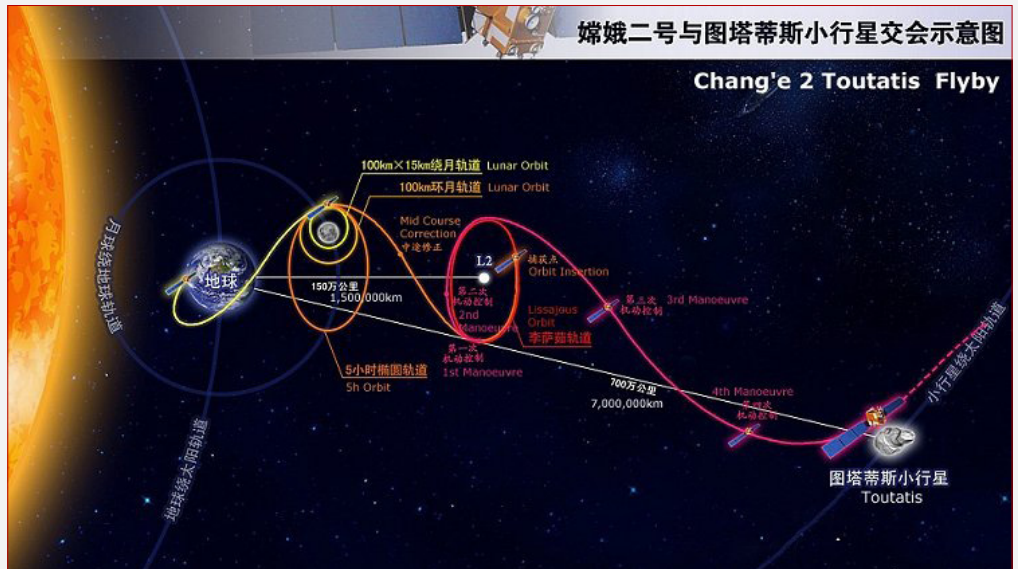 嫦娥二号与图塔蒂斯小行星交会示意图
Chang'e 2 Toutatis Flyby
100km×15km绕月轨道 Lunar Orbit
100km环月轨道 Lunar Orbit
Mid Course
Correction
中途修正
月球绕地球轨道
地球
150万公里
1,500,000km
L2
捕获点
Orbit Insertion
第二次
机动控制
2nd
Manoeuvre
Lissajous
Orbit
李萨茹轨道
第三次
机动控制
3rd Manoeuvre
第一次
机动控制
1st Manoeuvre
5小时椭圆轨道
5h Orbit
700万公里
7,000,000km
4th Manoeuvre
第四次
机动控制
小行星绕太阳轨道
地球绕太阳轨道
图塔蒂斯小行星
Toutatis